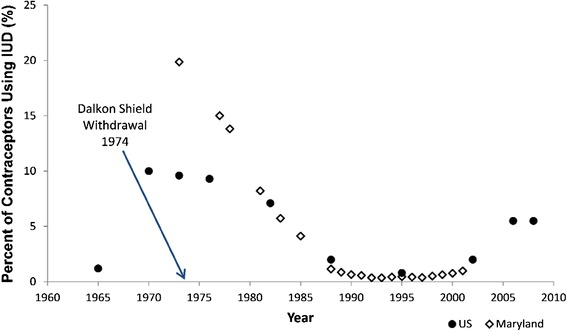 Percent of Contraceptors Using IUD (%)
25
20
15
10
5
0
Dalkon Shield
Withdrawal
1974
1960 1965 1970 1975 1980 1985 1990 1995 2000 2005 2010
Year
US Maryland